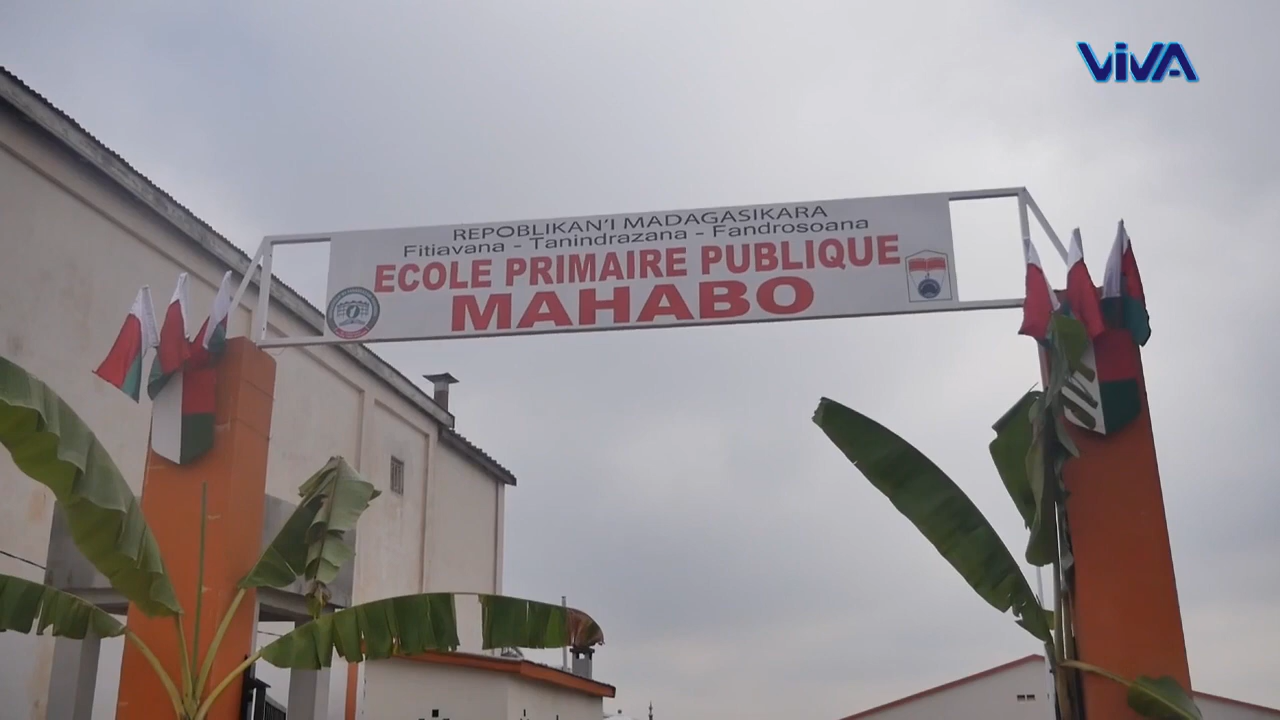 ViVA
REPOBLIKAN'I MADAGASIKARA
Fitiavana - Tanindrazana - Fandrosoana
ECOLE PRIMAIRE PUBLIQUE
MAHABO